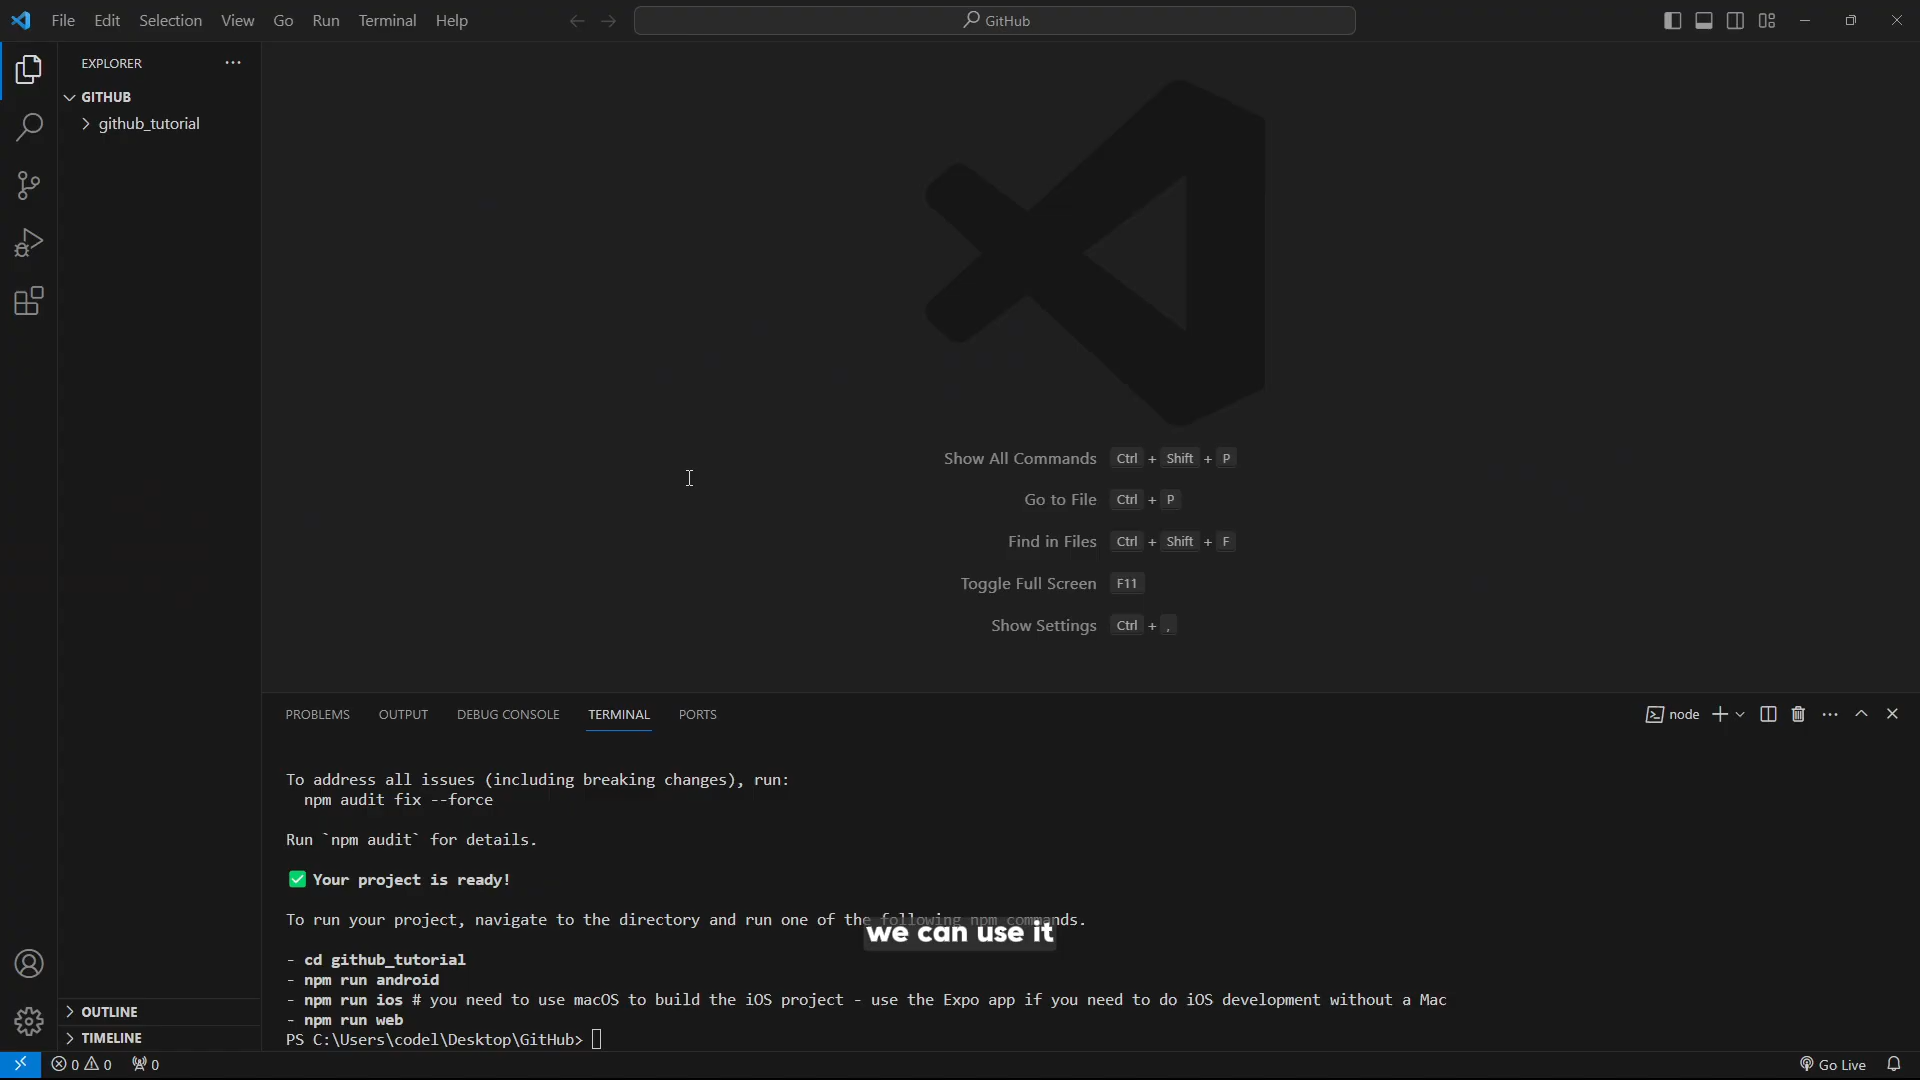 File Edit Selection View Go Run Terminal Help
GitHub
EXPLORER
GITHUB
github_tutorial
Show All Commands Ctrl + Shift + P
Go to File Ctrl + P
Find in Files Ctrl + Shift + F
Toggle Full Screen F11
Show Settings Ctrl + ,
PROBLEMS OUTPUT DEBUG CONSOLE TERMINAL PORTS
node
To address all issues (including breaking changes), run:
npm audit fix --force
Run `npm audit` for details.
✅ Your project is ready!
To run your project, navigate to the directory and run one of the following npm commands.
we can use it
- cd github_tutorial
- npm run android
- npm run ios # you need to use macOS to build the iOS project - use the Expo app if you need to do iOS development without a Mac
- npm run web
PS C:\Users\codel\Desktop\GitHub>
OUTLINE
TIMELINE
0 0 0
Go Live